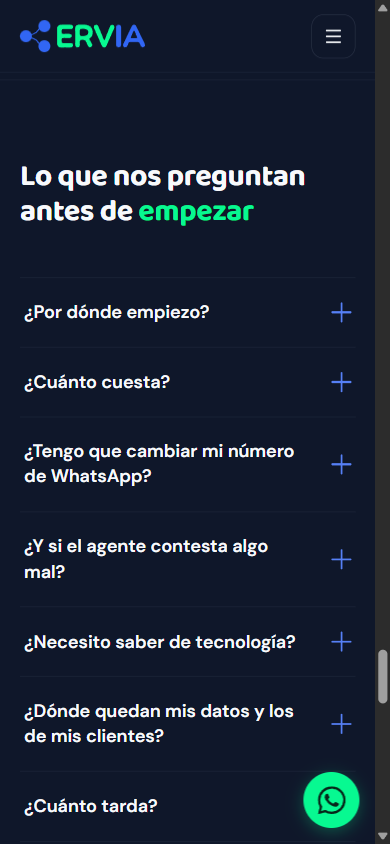 ERVIA
Lo que nos preguntan
antes de empezar
¿Por dónde empiezo?
¿Cuánto cuesta?
¿Tengo que cambiar mi número
de WhatsApp?
¿Y si el agente contesta algo
mal?
¿Necesito saber de tecnología?
¿Dónde quedan mis datos y los
de mis clientes?
¿Cuánto tarda?